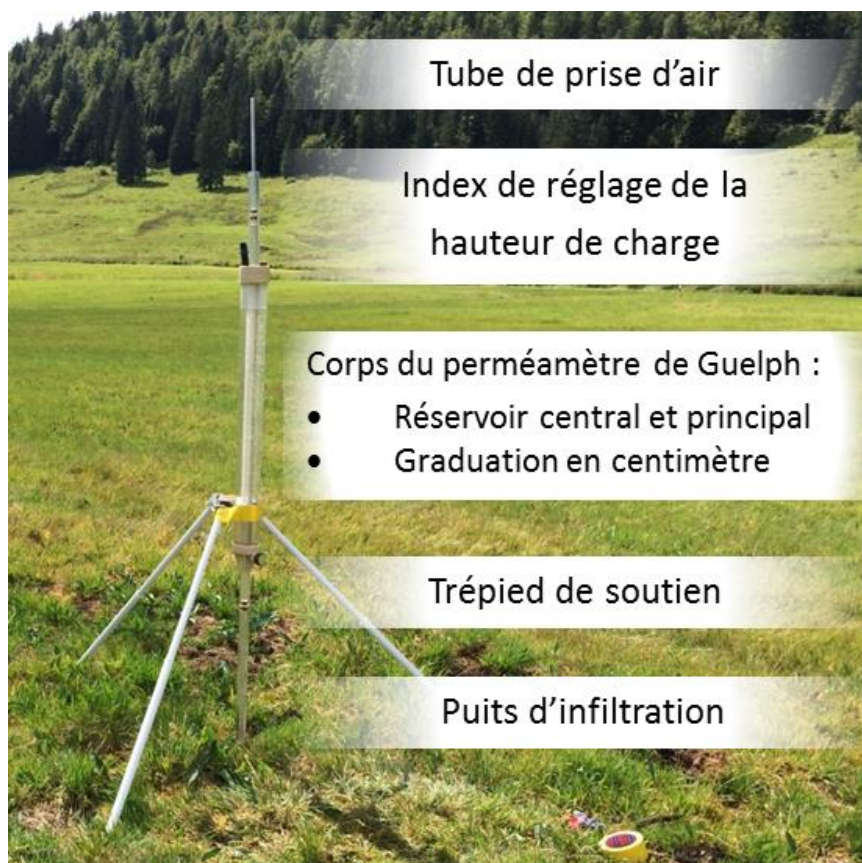 Tube de prise d’air
Index de réglage de la
hauteur de charge
Corps du perméamètre de Guelph :
• Réservoir central et principal
• Graduation en centimètre
Trépied de soutien
Puits d’infiltration